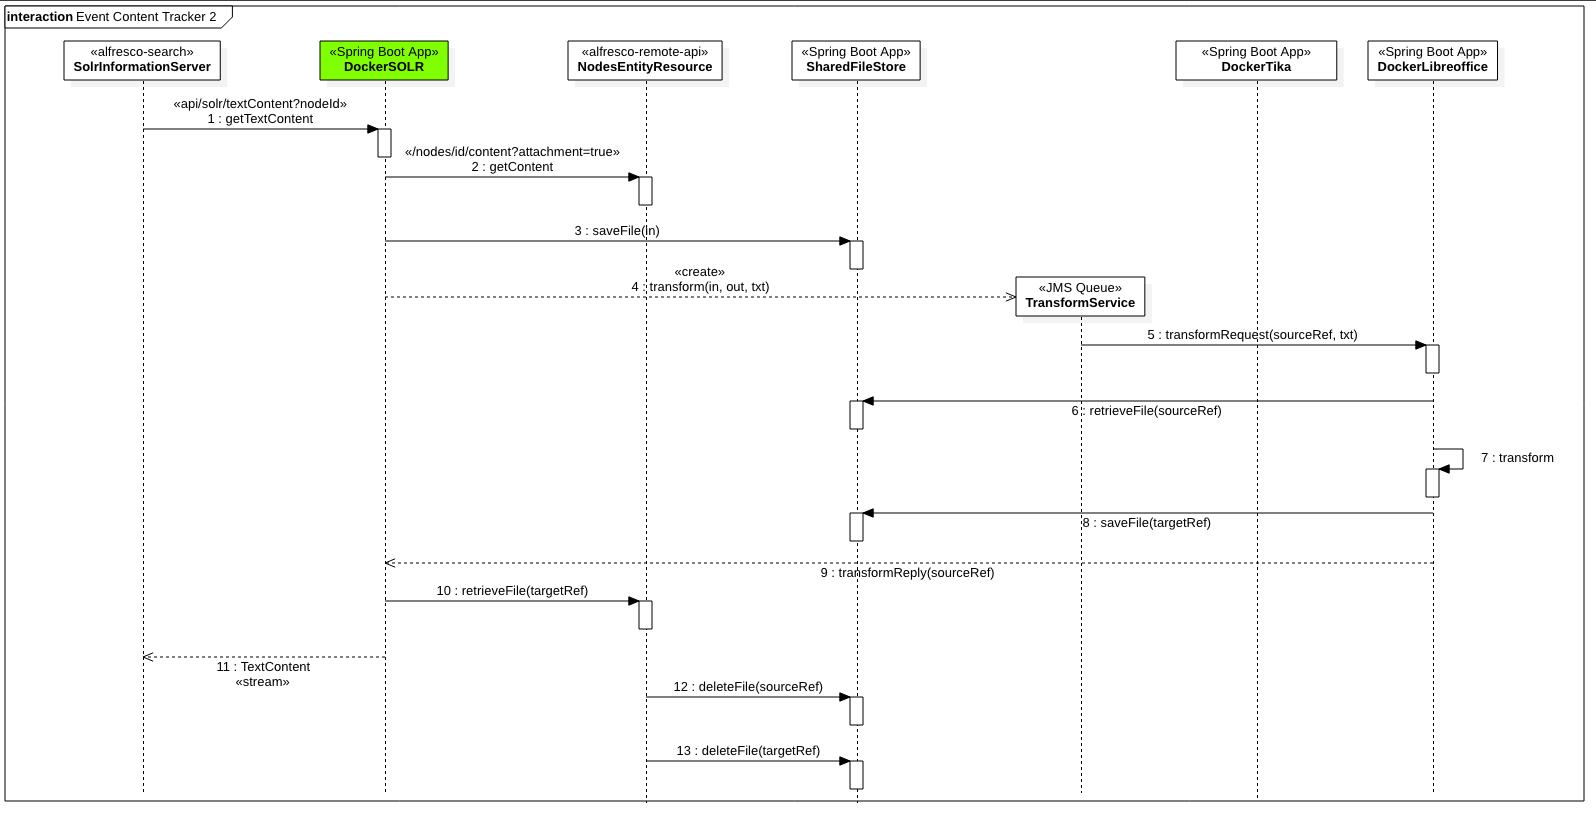 interaction Event Content Tracker 2
«alfresco-search»
SolrInformationServer
«Spring Boot App»
DockerSOLR
«alfresco-remote-api»
NodesEntityResource
«Spring Boot App»
SharedFileStore
«Spring Boot App»
DockerTika
«Spring Boot App»
DockerLibreoffice
«api/solr/textContent?nodeId»
1 : getTextContent
«/nodes/id/content?attachment=true»
2 : getContent
3 : saveFile(in)
«create»
4 : transform(in, out, txt)
«JMS Queue»
TransformService
5 : transformRequest(sourceRef, txt)
6 : retrieveFile(sourceRef)
7 : transform
8 : saveFile(targetRef)
9 : transformReply(sourceRef)
10 : retrieveFile(targetRef)
11 : TextContent
«stream»
12 : deleteFile(sourceRef)
13 : deleteFile(targetRef)